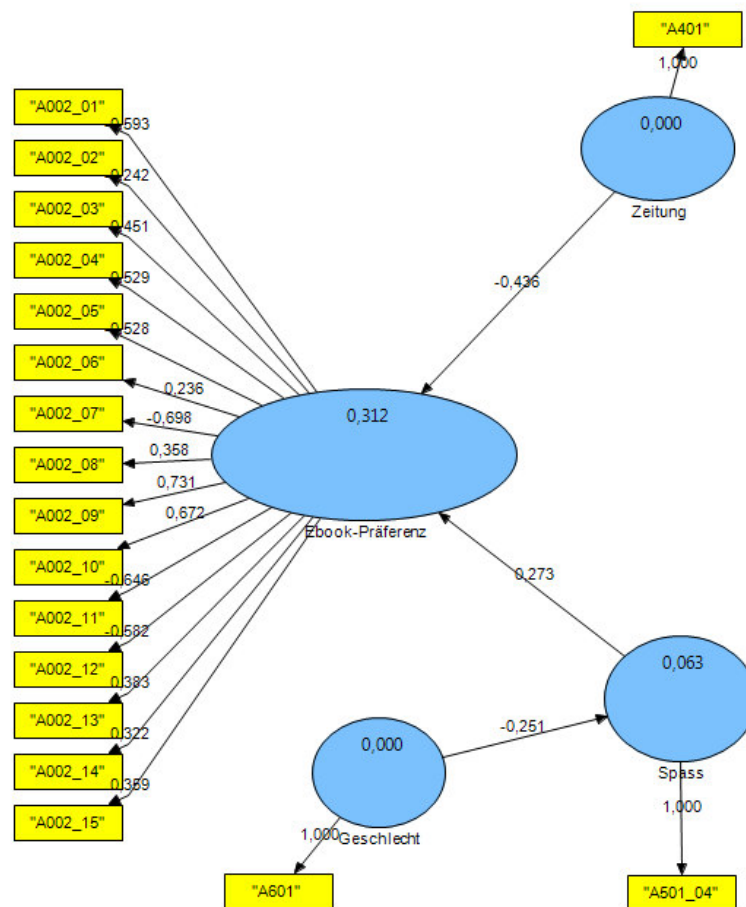 "A401"
1,000
0,000
Zeitung
"A002_01"
0,593
"A002_02"
0,242
"A002_03"
0,451
"A002_04"
0,529
"A002_05"
0,528
"A002_06"
0,236
"A002_07"
-0,698
"A002_08"
0,358
"A002_09"
0,731
"A002_10"
0,672
"A002_11"
-0,646
"A002_12"
-0,582
"A002_13"
0,383
"A002_14"
0,322
"A002_15"
0,359
-0,436
0,312
Ebook-Präferenz
0,273
0,063
Spass
-0,251
0,000
Geschlecht
1,000
"A601"
1,000
"A501_04"